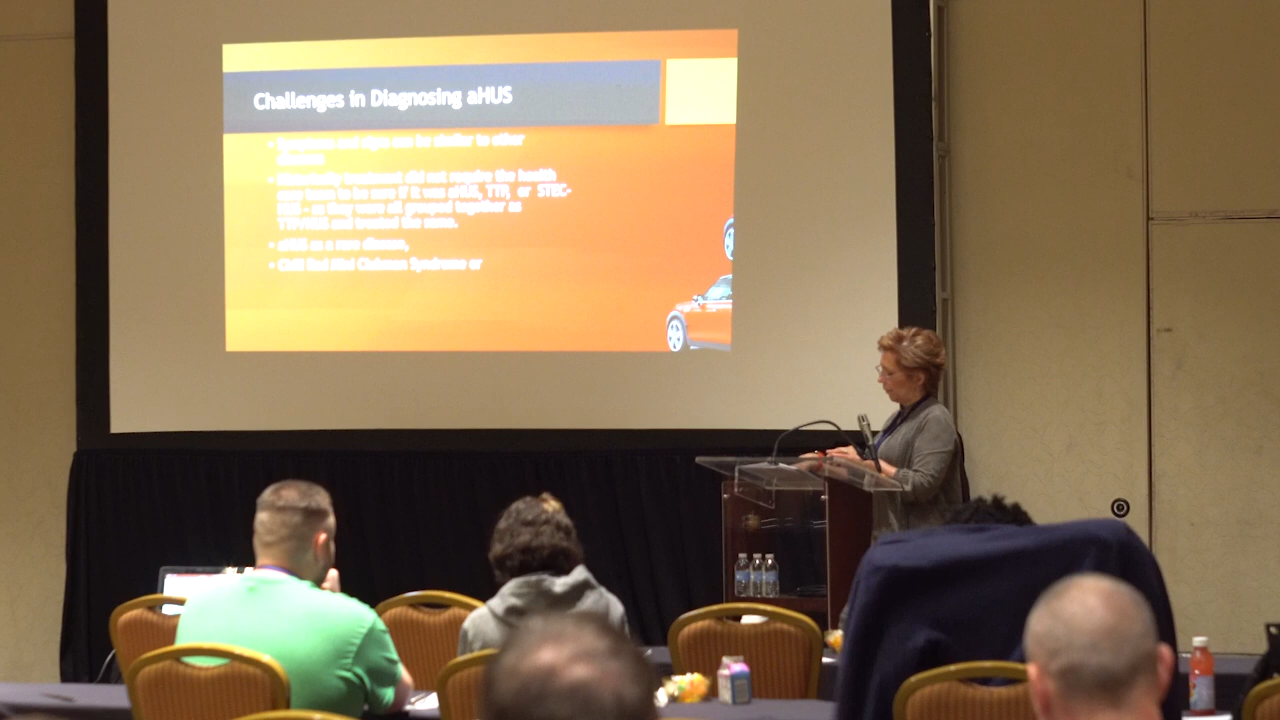 Challenges in Diagnosing aHUS
• Symptoms and signs can be similar to other
diseases
• Historically treatment did not require the health
care team to be sure if it was aHUS, TTP, or STEC-
HUS - as they were all grouped together as
TTP/HUS and treated the same.
• aHUS as a rare disease,
• Chili Red Mini Clubman Syndrome or